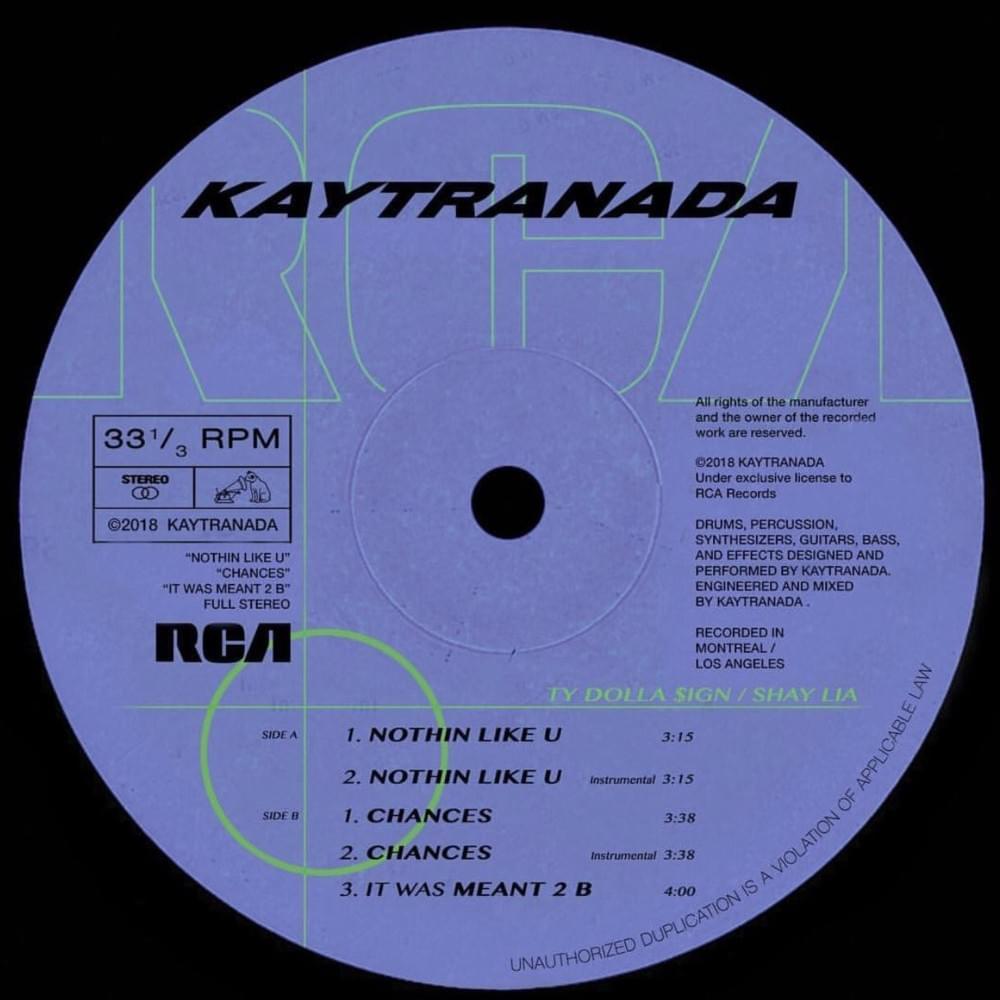 RCA
KAYTRANADA
33 1/3 RPM
STEREO
©2018 KAYTRANADA
“NOTHIN LIKE U”
“CHANCES”
“IT WAS MEANT 2 B”
FULL STEREO
RCA
All rights of the manufacturer
and the owner of the recorded
work are reserved.
©2018 KAYTRANADA
Under exclusive license to
RCA Records
DRUMS, PERCUSSION,
SYNTHESIZERS, GUITARS, BASS,
AND EFFECTS DESIGNED AND
PERFORMED BY KAYTRANADA.
ENGINEERED AND MIXED
BY KAYTRANADA .
RECORDED IN
MONTREAL /
LOS ANGELES
TY DOLLA $IGN / SHAY LIA
SIDE A 1. NOTHIN LIKE U 3:15
2. NOTHIN LIKE U Instrumental 3:15
SIDE B 1. CHANCES 3:38
2. CHANCES Instrumental 3:38
3. IT WAS MEANT 2 B 4:00
UNAUTHORIZED DUPLICATION IS A VIOLATION OF APPLICABLE LAW